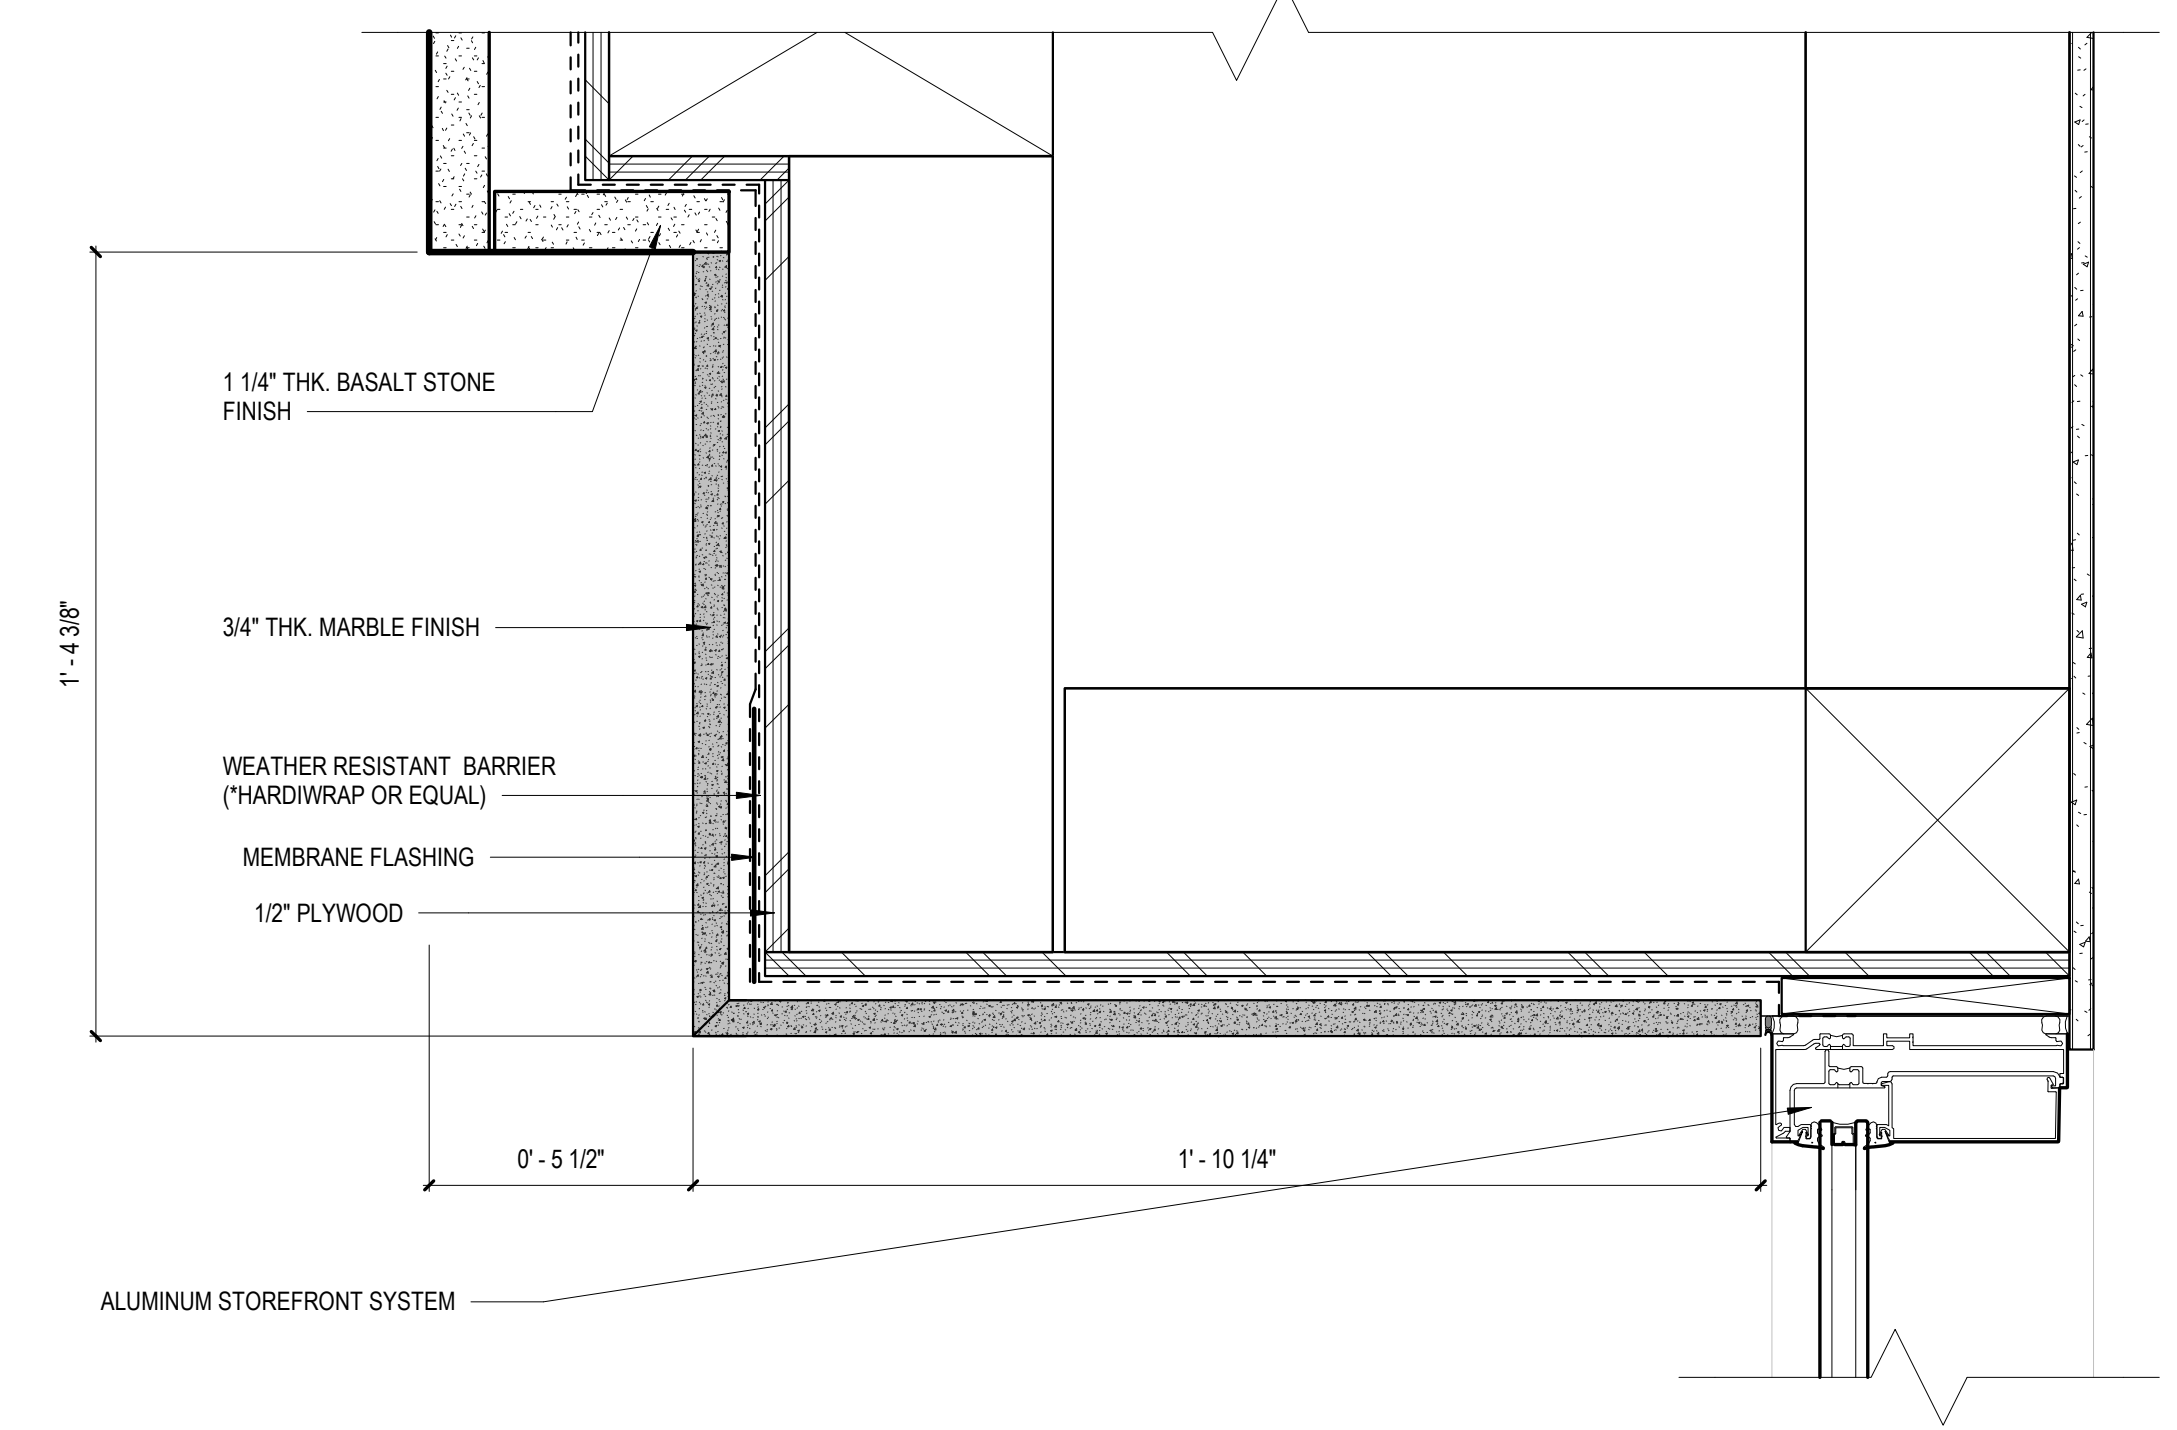 1 1/4" THK. BASALT STONE
FINISH
3/4" THK. MARBLE FINISH
1' - 4 3/8"
WEATHER RESISTANT  BARRIER
(*HARDIWRAP OR EQUAL)
MEMBRANE FLASHING
1/2" PLYWOOD
0' - 5 1/2"
1' - 10 1/4"
ALUMINUM STOREFRONT SYSTEM